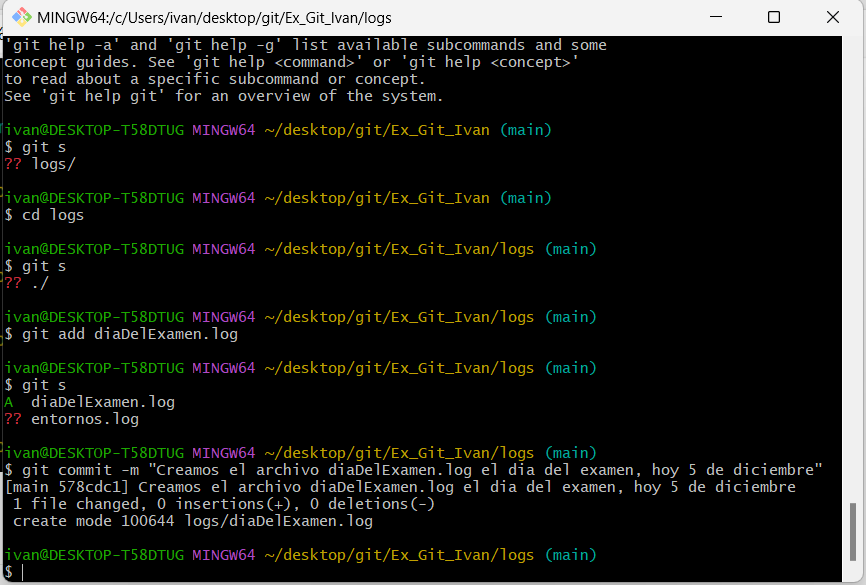 MINGW64:/c/Users/ivan/desktop/git/Ex_Git_Ivan/logs
'git help -a' and 'git help -g' list available subcommands and some
concept guides. See 'git help <command>' or 'git help <concept>'
to read about a specific subcommand or concept.
See 'git help git' for an overview of the system.
ivan@DESKTOP-T58DTUG MINGW64 ~/desktop/git/Ex_Git_Ivan (main)
$ git s
?? logs/
ivan@DESKTOP-T58DTUG MINGW64 ~/desktop/git/Ex_Git_Ivan (main)
$ cd logs
ivan@DESKTOP-T58DTUG MINGW64 ~/desktop/git/Ex_Git_Ivan/logs (main)
$ git s
?? ./
ivan@DESKTOP-T58DTUG MINGW64 ~/desktop/git/Ex_Git_Ivan/logs (main)
$ git add diaDelExamen.log
ivan@DESKTOP-T58DTUG MINGW64 ~/desktop/git/Ex_Git_Ivan/logs (main)
$ git s
A  diaDelExamen.log
?? entornos.log
ivan@DESKTOP-T58DTUG MINGW64 ~/desktop/git/Ex_Git_Ivan/logs (main)
$ git commit -m "Creamos el archivo diaDelExamen.log el dia del examen, hoy 5 de diciembre"
[main 578cdc1] Creamos el archivo diaDelExamen.log el dia del examen, hoy 5 de diciembre
 1 file changed, 0 insertions(+), 0 deletions(-)
 create mode 100644 logs/diaDelExamen.log
ivan@DESKTOP-T58DTUG MINGW64 ~/desktop/git/Ex_Git_Ivan/logs (main)
$